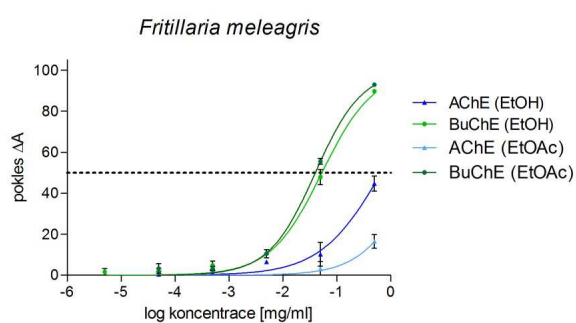 Fritillaria meleagris
100
80
60
40
20
0
pokles ΔA
-6 -5 -4 -3 -2 -1 0
log koncentrace [mg/ml]
AChE (EtOH)
BuChE (EtOH)
AChE (EtOAc)
BuChE (EtOAc)